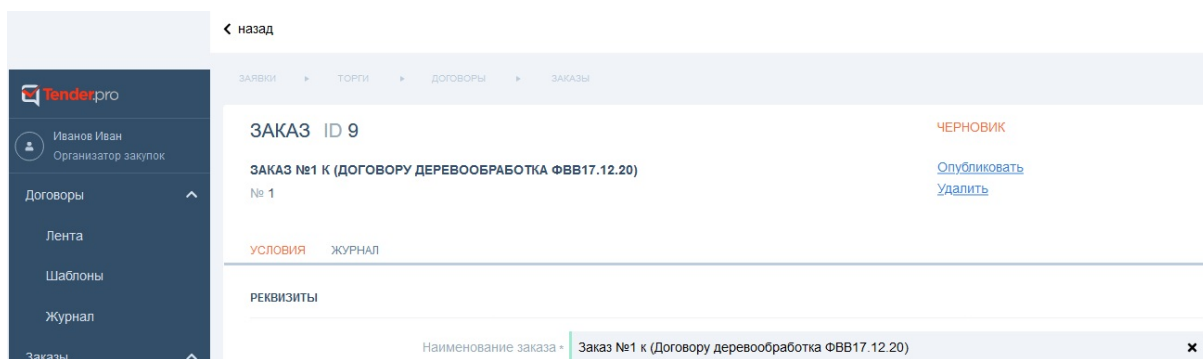 назад
ЗАЯВКИ ТОРГИ ДОГОВОРЫ ЗАКАЗЫ
Tender.pro
Иванов Иван
Организатор закупок
Договоры
Лента
Шаблоны
Журнал
Заказы
ЗАКАЗ ID 9
ЧЕРНОВИК
ЗАКАЗ №1 К (ДОГОВОРУ ДЕРЕВООБРАБОТКА ФВВ17.12.20)
№ 1
Опубликовать
Удалить
УСЛОВИЯ ЖУРНАЛ
РЕКВИЗИТЫ
Наименование заказа Заказ №1 к (Договору деревообработка ФВВ17.12.20)